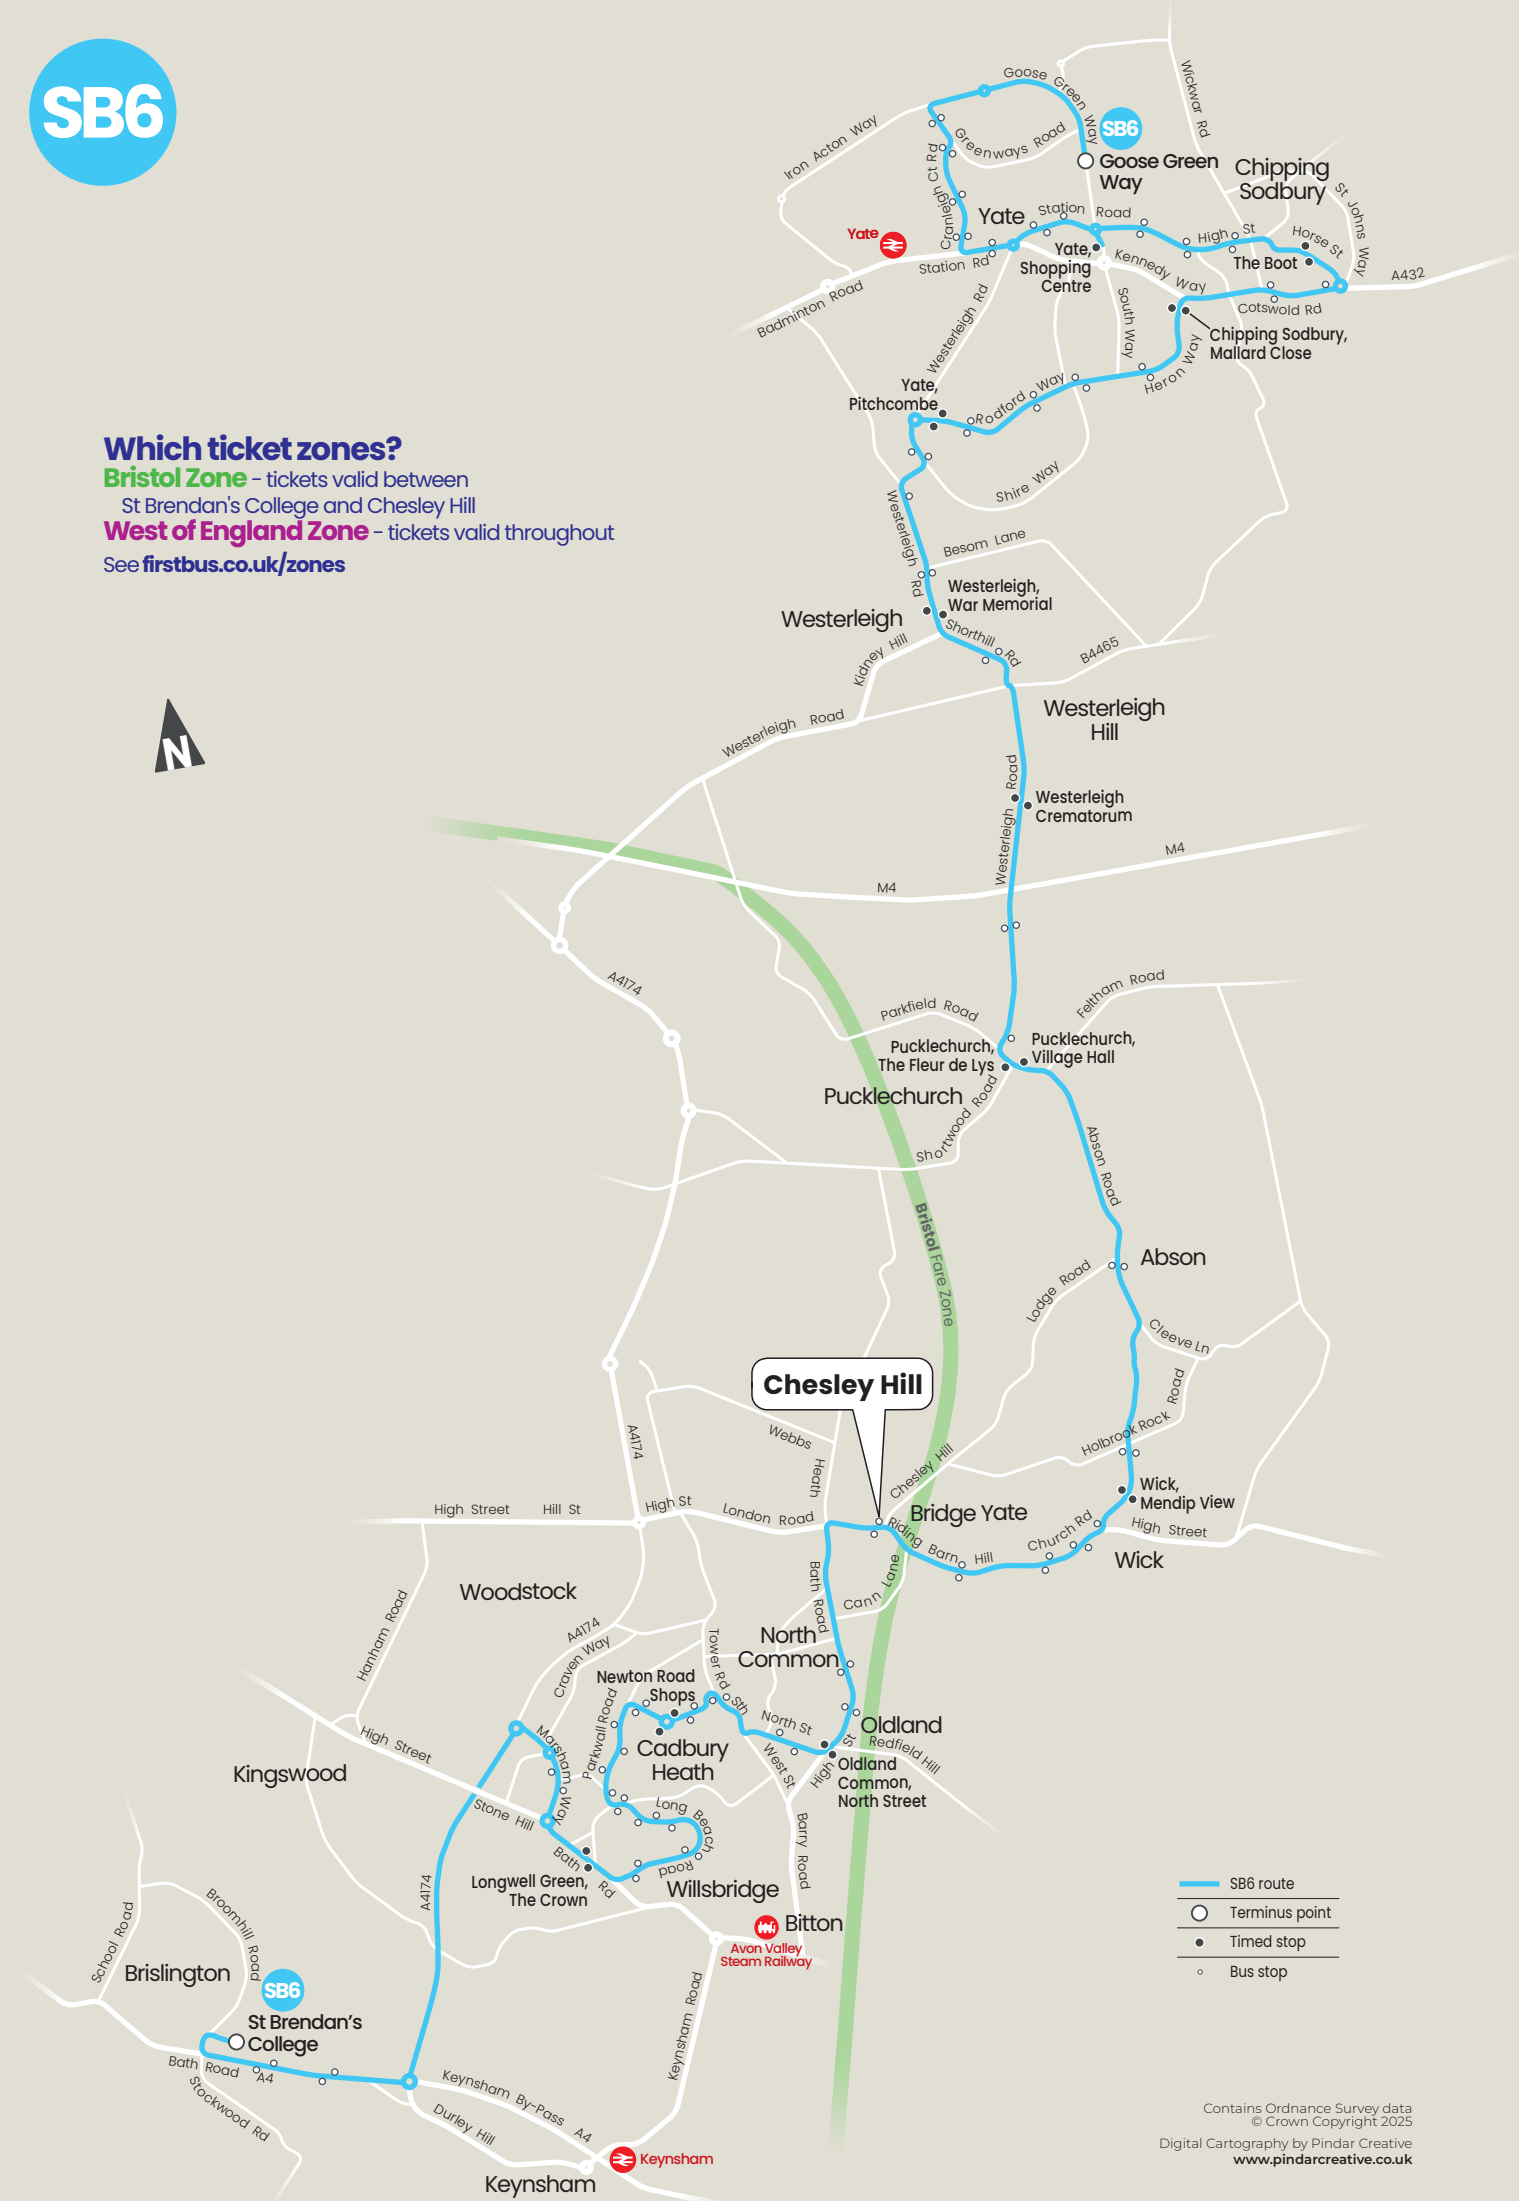 SB6
Goose Green Way
Wickwar Rd
SB6
Iron Acton Way
Greenways Road
Goose Green
Way
Chipping
Sodbury
Cranleigh Ct Rd
St Johns Way
Yate
Station Road
High St
Horse St
Yate
Yate,
Shopping
Centre
Kennedy Way
The Boot
Station Rd
A432
Badminton Road
Westerleigh Rd
South Way
Cotswold Rd
Chipping Sodbury,
Mallard Close
Heron Way
Yate,
Pitchcombe
Rodford Way
Which ticket zones?
Bristol Zone - tickets valid between
St Brendan's College and Chesley Hill
West of England Zone - tickets valid throughout
See firstbus.co.uk/zones
Shire Way
Westerleigh Rd
Besom Lane
Westerleigh,
War Memorial
Westerleigh
Shorthill Rd
Kidney Hill
B4465
N
Westerleigh
Hill
Westerleigh Road
Westerleigh Road
Westerleigh
Crematorum
M4
M4
A4174
Feltham Road
Parkfield Road
Pucklechurch,
The Fleur de Lys
Pucklechurch,
Village Hall
Pucklechurch
Shortwood Road
Abson Road
Bristol Fare Zone
Abson
Lodge Road
Cleeve Ln
Chesley Hill
Holbrook Rock Road
A4174
Webbs Heath
Chesley Hill
Wick,
Mendip View
High Street
Hill St
High St
London Road
Bridge Yate
Riding Barn Hill
Church Rd
High Street
Wick
Cann Lane
Bath Road
Woodstock
Hanham Road
A4174
Craven Way
North
Common
Tower Rd Sth
Newton Road
Shops
Parkwall Road
North St
Oldland
High Street
Marsham Way
Cadbury
Heath
West St
High St
Redfield Hill
Oldland
Common,
North Street
Kingswood
Stone Hill
Long Beach Road
Barry Road
Bath Rd
Longwell Green,
The Crown
Willsbridge
A4174
SB6 route
School Road
Broomhill Road
Bitton
Avon Valley
Steam Railway
Terminus point
Timed stop
Brislington
Bus stop
SB6
Keynsham Road
St Brendan's
College
Bath Road A4
Stockwood Rd
Keynsham By-Pass A4
Durley Hill
Keynsham
Keynsham
Contains Ordnance Survey data
© Crown Copyright 2025
Digital Cartography by Pindar Creative
www.pindarcreative.co.uk